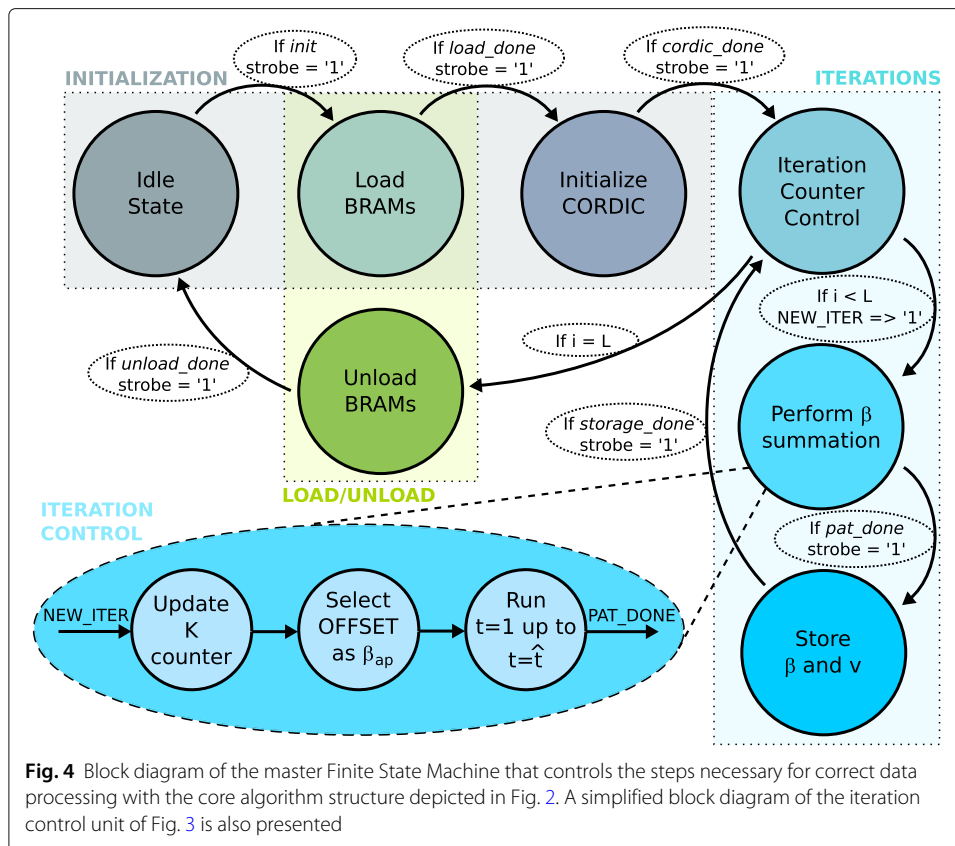 If init
strobe = '1'
If load_done
strobe = '1'
If cordic_done
strobe = '1'
INITIALIZATION
ITERATIONS
Idle
State
Load
BRAMs
Initialize
CORDIC
Iteration
Counter
Control
If i < L
NEW_ITER => '1'
If i = L
If unload_done
strobe = '1'
Unload
BRAMs
Perform β
summation
If storage_done
strobe = '1'
LOAD/UNLOAD
ITERATION
CONTROL
If pat_done
strobe = '1'
NEW_ITER
Update
K
counter
Select
OFFSET
as βap
Run
t=1 up to
t=t̂
PAT_DONE
Store
β and v
Fig. 4 Block diagram of the master Finite State Machine that controls the steps necessary for correct data
processing with the core algorithm structure depicted in Fig. 2. A simplified block diagram of the iteration
control unit of Fig. 3 is also presented